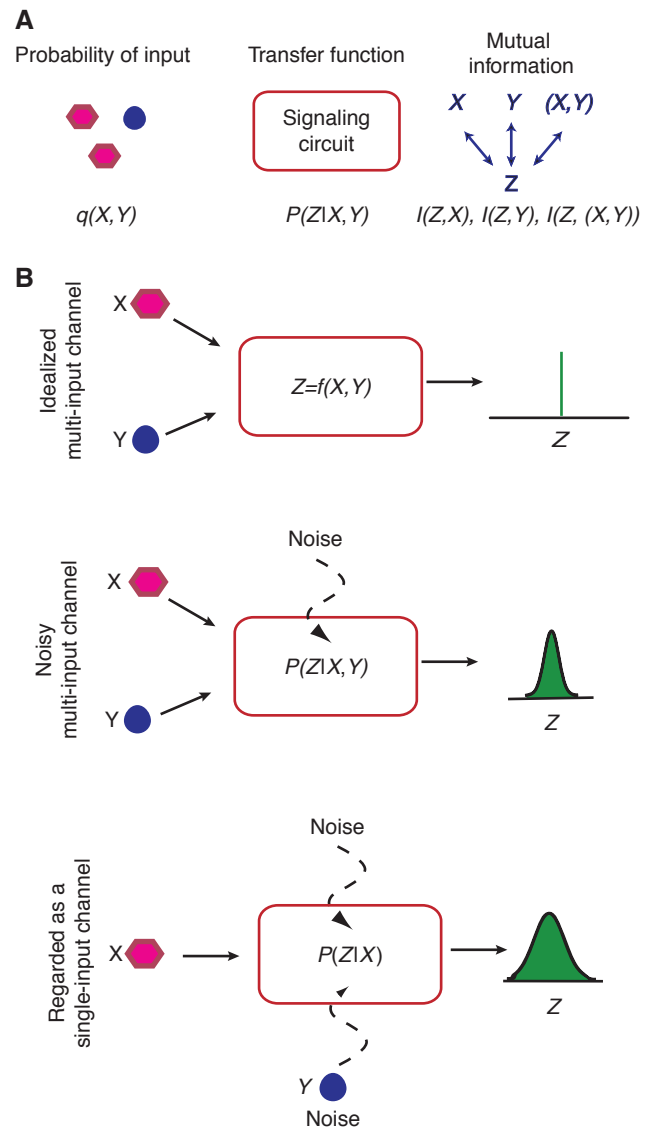 A
Probability of input
Transfer function
Mutual
information
Signaling
circuit
X Y (X,Y)
Z
q(X,Y)
P(Z|X,Y)
I(Z,X), I(Z,Y), I(Z, (X,Y))
B
Idealized
multi-input channel
X
Y
Z=f(X,Y)
Z
Noisy
multi-input channel
Noise
X
Y
P(Z|X,Y)
Z
Regarded as a
single-input channel
Noise
X
P(Z|X)
Z
Y
Noise